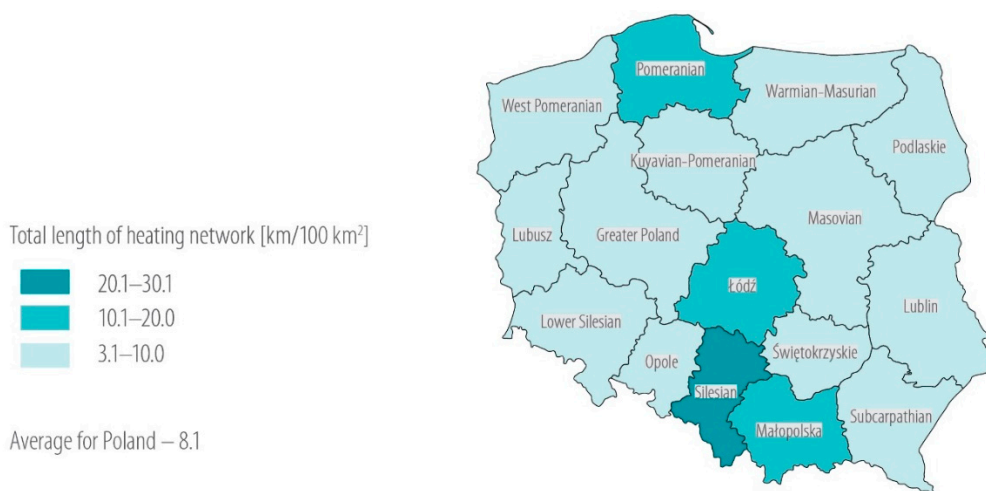 Total length of heating network [km/100 km²]
20.1–30.1
10.1–20.0
3.1–10.0
Average for Poland – 8.1
Pomeranian
West Pomeranian
Warmian-Masurian
Podlaskie
Kuyavian-Pomeranian
Masovian
Lubusz
Greater Poland
Łódź
Lublin
Lower Silesian
Opole
Świętokrzyskie
Silesian
Subcarpathian
Małopolska